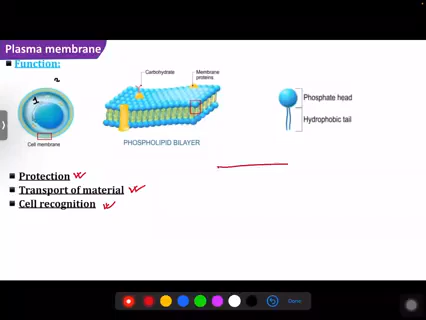 Plasma membrane
Function:
Carbohydrate
Membrane
proteins
Phosphate head
Hydrophobic tail
Cell membrane
PHOSPHOLIPID BILAYER
Protection
Transport of material
Cell recognition
Done